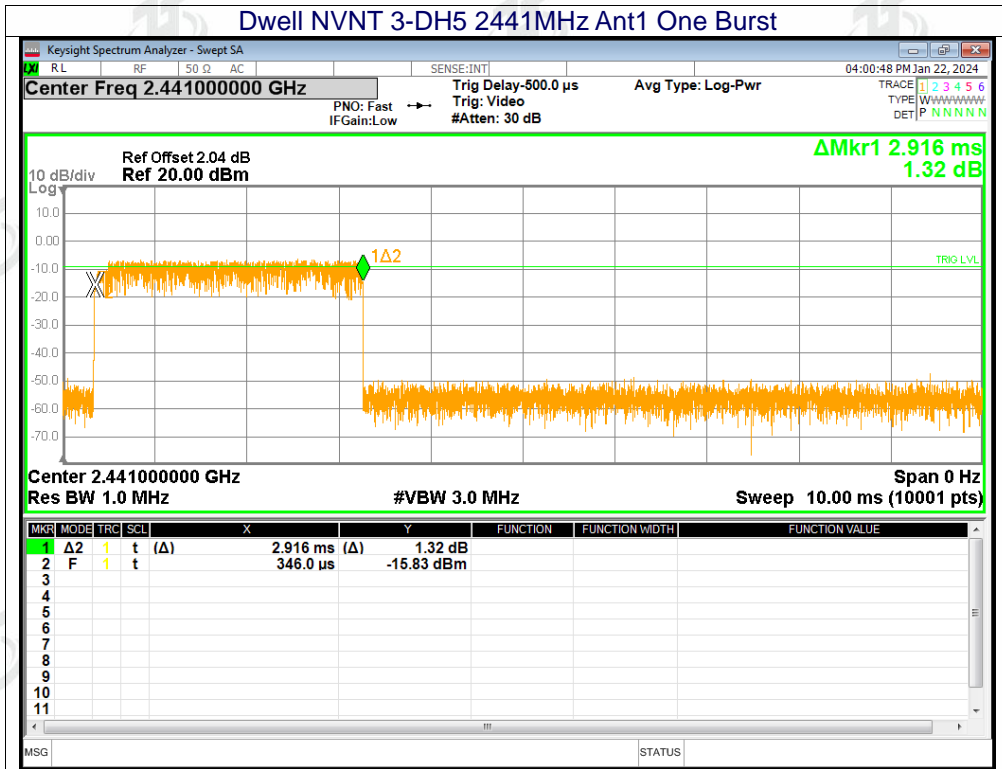 Dwell NVNT 3-DH5 2441MHz Ant1 One Burst
Keysight Spectrum Analyzer - Swept SA
LXI RL RF 50 Ω AC SENSE:INT 04:00:48 PM Jan 22, 2024
Center Freq 2.441000000 GHz Trig Delay-500.0 µs Avg Type: Log-Pwr TRACE 1 2 3 4 5 6
PNO: Fast Trig: Video TYPE WWWWWWW
IFGain:Low #Atten: 30 dB DET P N N N N N
ΔMkr1 2.916 ms
1.32 dB
Ref Offset 2.04 dB
10 dB/div Ref 20.00 dBm
Log
10.0
0.00
1Δ2
TRIG LVL
-10.0
-20.0
-30.0
-40.0
-50.0
-60.0
-70.0
Center 2.441000000 GHz Span 0 Hz
Res BW 1.0 MHz #VBW 3.0 MHz Sweep 10.00 ms (10001 pts)
MKR MODE TRC SCL X Y FUNCTION FUNCTION WIDTH FUNCTION VALUE
1 Δ2 1 t (Δ) 2.916 ms (Δ) 1.32 dB
2 F 1 t 346.0 µs -15.83 dBm
3
4
5
6
7
8
9
10
11
MSG STATUS